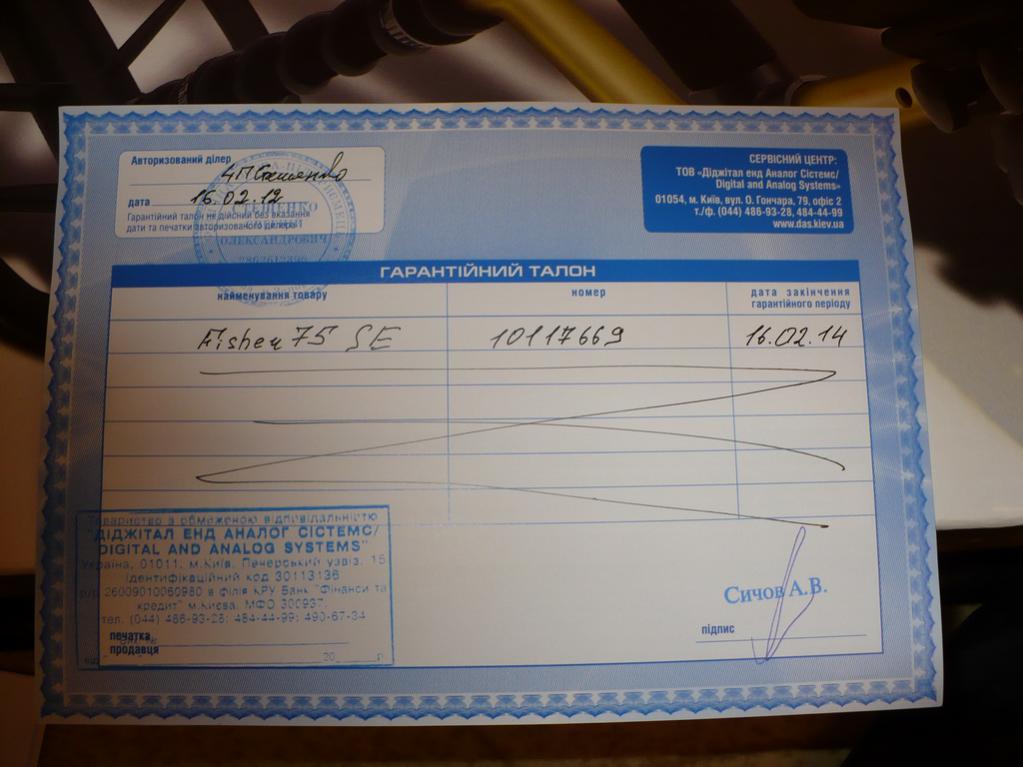 Авторизований ділер ЧП Стешенко
дата 16.02.12
Гарантійний талон не дійсний без вказання
дати та печатки авторизованого ділера
СТЕШЕНКО
ОЛЕКСАНДРОВИЧ
СЕРВІСНИЙ ЦЕНТР:
ТОВ «Діджітал енд Аналог Сістемс/
Digital and Analog Systems»
01054, м. Київ, вул. О. Гончара, 79, офіс 2
т./ф. (044) 486-93-28, 484-44-99
www.das.kiev.ua
ГАРАНТІЙНИЙ ТАЛОН
найменування товару номер дата закінчення
гарантійного періоду
Fisher 75 SE 10117669 16.02.14
Товариство з обмеженою відповідальністю
"ДІДЖІТАЛ ЕНД АНАЛОГ СІСТЕМС/
DIGITAL AND ANALOG SYSTEMS"
Україна, 01011, м.Київ, Печерський узвіз, 15
Ідентифікаційний код 30113136
р/р 26009010060980 в філія КРУ Банк "Фінанси та
кредит" м.Києва, МФО 300937,
тел. (044) 486-93-28; 484-44-99; 490-67-34
печатка
продавця
20 р.
Сичов А.В.
підпис